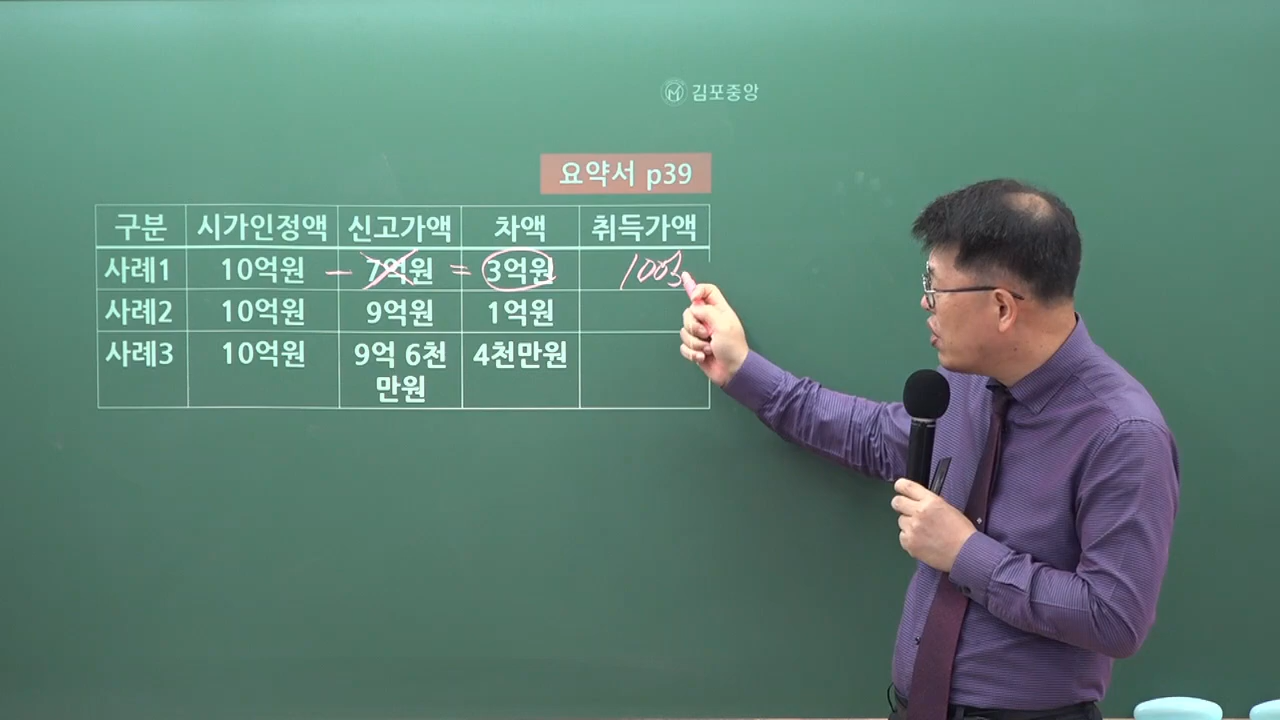 김포중앙
요약서 p39
구분 시가인정액 신고가액 차액 취득가액
사례1 10억원 - 7억원 = 3억원 10억
사례2 10억원 9억원 1억원
사례3 10억원 9억 6천 4천만원
만원